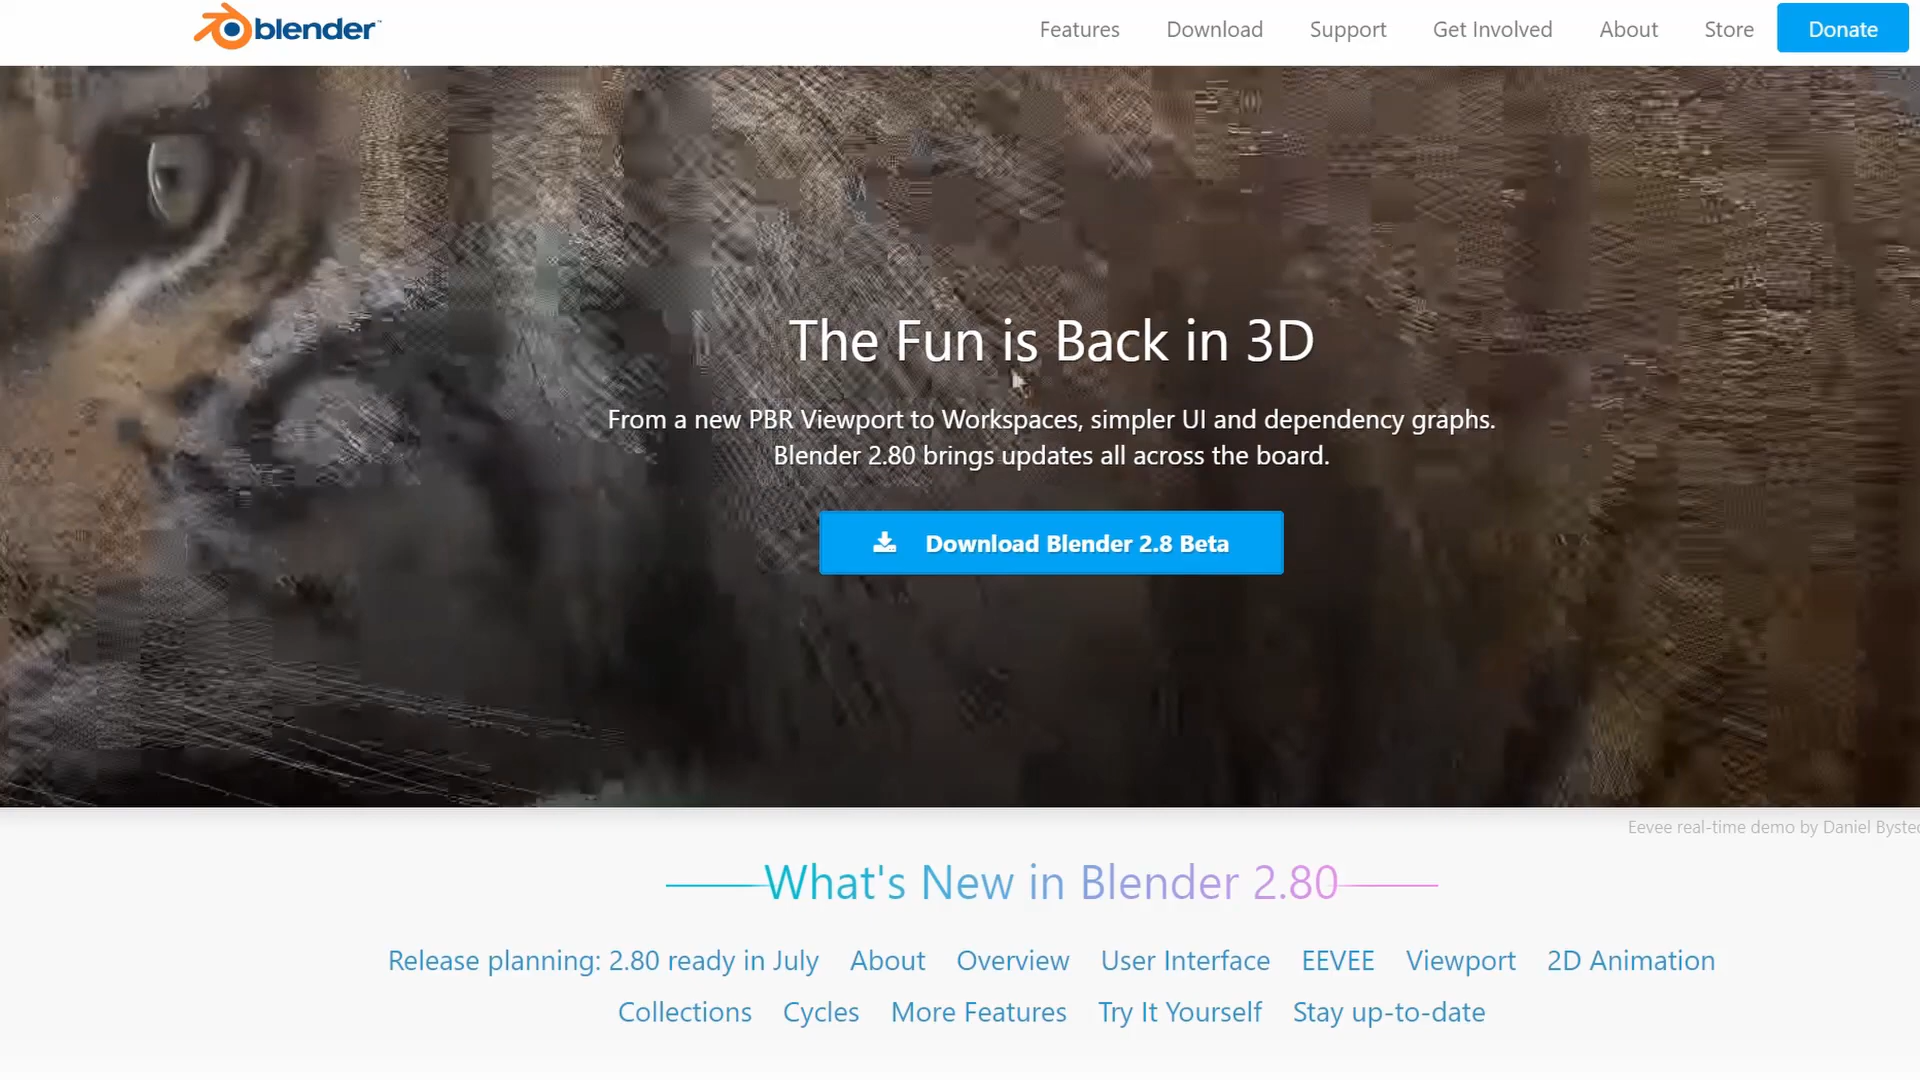 blender
Features Download Support Get Involved About Store Donate
The Fun is Back in 3D
From a new PBR Viewport to Workspaces, simpler UI and dependency graphs.
Blender 2.80 brings updates all across the board.
Download Blender 2.8 Beta
Eevee real-time demo by Daniel
What's New in Blender 2.80
Release planning: 2.80 ready in July About Overview User Interface EEVEE Viewport 2D Animation
Collections Cycles More Features Try It Yourself Stay up-to-date